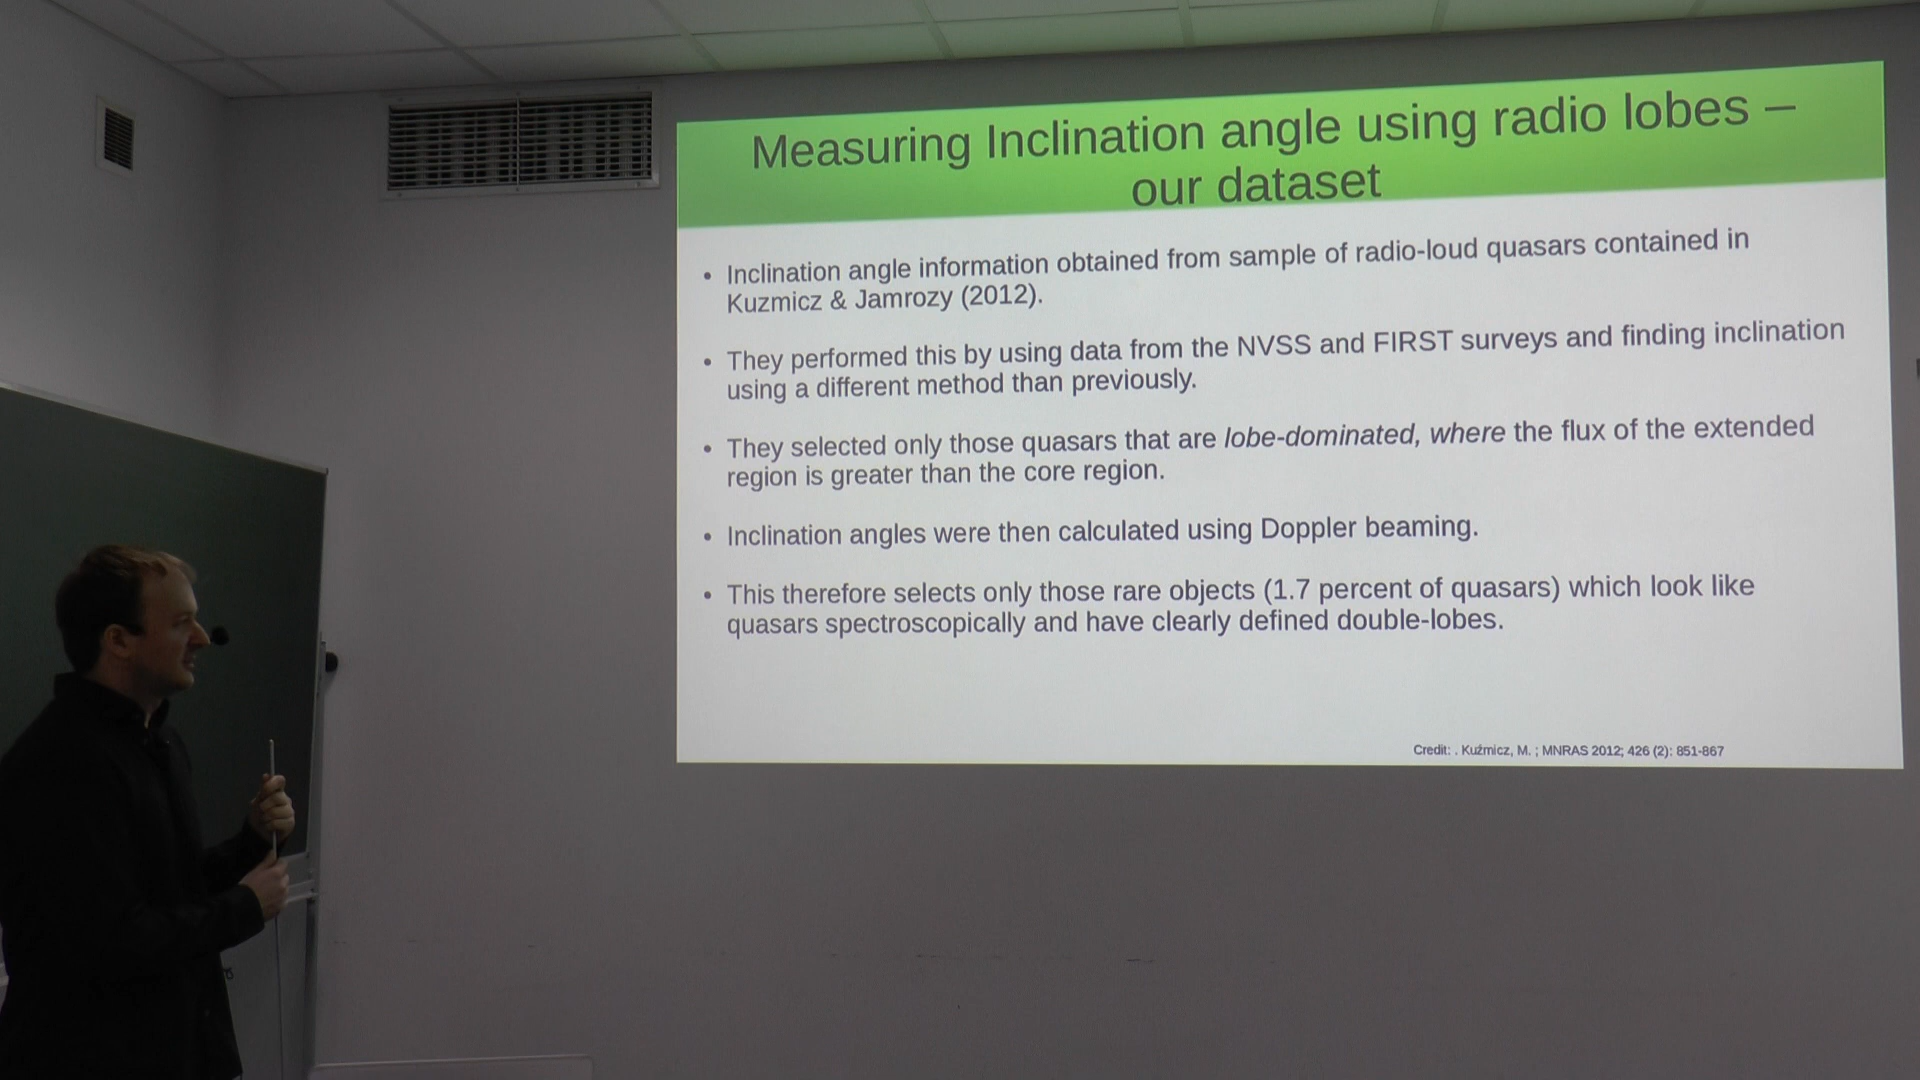 Measuring Inclination angle using radio lobes –
our dataset
• Inclination angle information obtained from sample of radio-loud quasars contained in
Kuzmicz & Jamrozy (2012).
• They performed this by using data from the NVSS and FIRST surveys and finding inclination
using a different method than previously.
• They selected only those quasars that are lobe-dominated, where the flux of the extended
region is greater than the core region.
• Inclination angles were then calculated using Doppler beaming.
• This therefore selects only those rare objects (1.7 percent of quasars) which look like
quasars spectroscopically and have clearly defined double-lobes.
Credit: . Kuźmicz, M. ; MNRAS 2012; 426 (2): 851-867